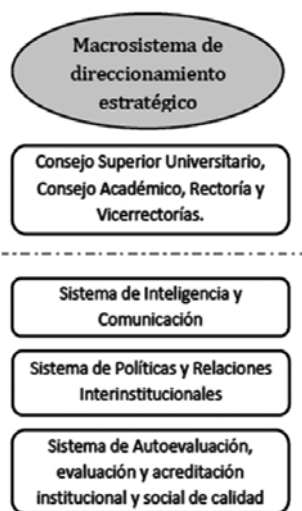 Macrosistema de
direccionamiento
estratégico
Consejo Superior Universitario,
Consejo Académico, Rectoría y
Vicerrectorías.
Sistema de Inteligencia y
Comunicación
Sistema de Políticas y Relaciones
Interinstitucionales
Sistema de Autoevaluación,
evaluación y acreditación
institucional y social de calidad